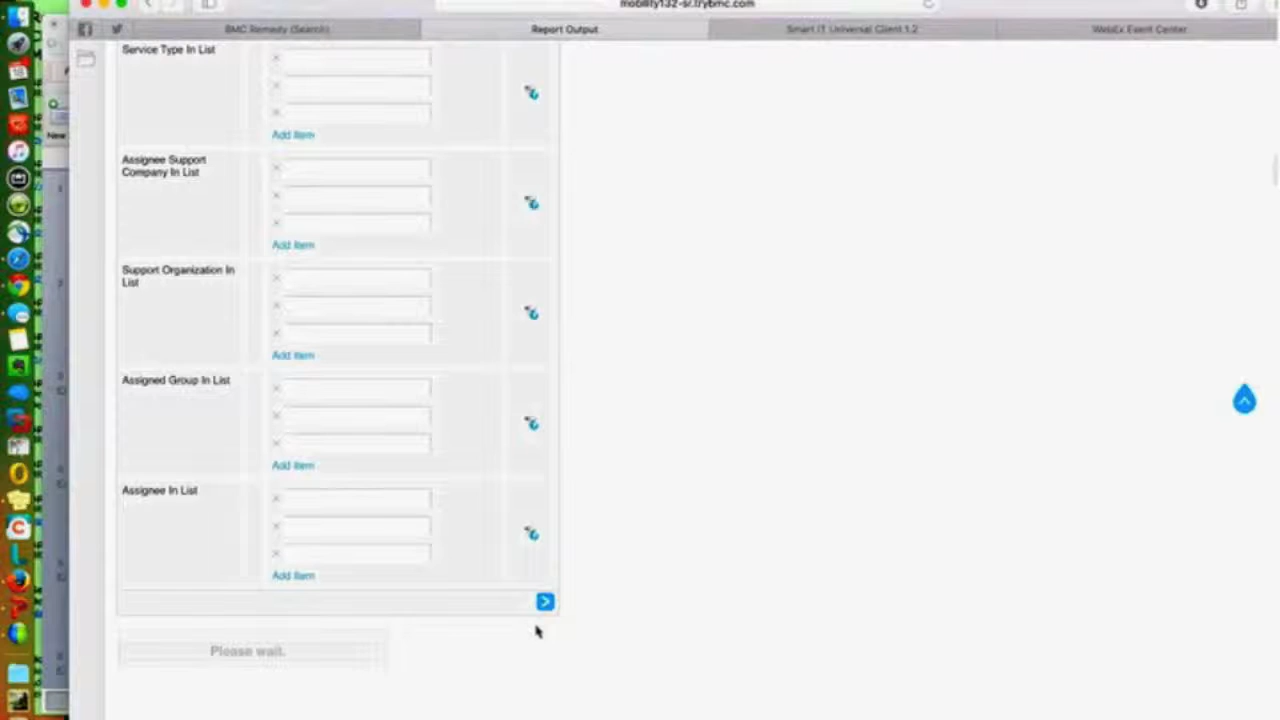 mobility132-sr.trybmc.com
BMC Remedy (Search)
Report Output
Smart IT Universal Client 1.2
WebEx Event Center
New
Service Type In List
Add Item
Assignee Support
Company In List
Add Item
Support Organization In
List
Add Item
Assigned Group In List
Add Item
Assignee In List
Add Item
Please wait.